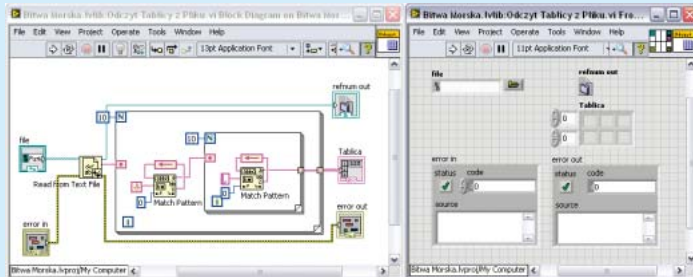 Bitwa Morska.lvlib:Odczyt Tablicy z Pliku.vi Block Diagram on Bitwa Mor...
File Edit View Project Operate Tools Window Help
13pt Application Font
refnum out
10 N
file
10 N
Tablica
Read from Text File
0
Match Pattern
0
Match Pattern
i
i
error in
error out
Bitwa Morska.lvproj/My Computer
Bitwa Morska.lvlib:Odczyt Tablicy z Pliku.vi Fro...
File Edit View Project Operate Tools Window Help
11pt Application Font
file
refnum out
Tablica
0
0
error in
error out
status code
status code
0
0
source
source
Bitwa Morska.lvproj/My Computer